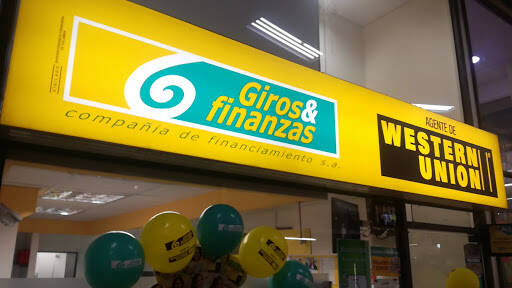 Giros&
finanzas
compañía de financiamiento s.a.
AGENTE DE
WESTERN
UNION